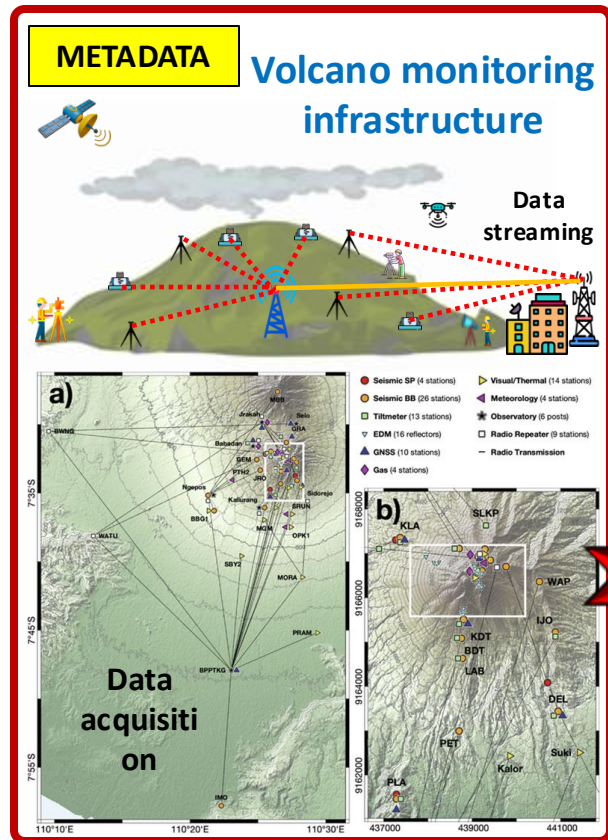 METADATA
Volcano monitoring
infrastructure
Data
streaming
a)
MBB
Jrakah
Selo
GRA
BWNG
Babadan
GEM
PTH2
JRO
Ngepos
Kaliurang
Sidorejo
BBG1
MGM
SRUN
OPK1
WATU
SBY2
MORA
PRAM
BPPTKG
IMO
Data
acquisiti
on
7°35'
7°45'
7°55'
110°10'
110°20'
110°30'
Seismic SP (4 stations)
Seismic BB (26 stations)
Tiltmeter (13 stations)
EDM (16 reflectors)
GNSS (10 stations)
Gas (4 stations)
Visual/Thermal (14 stations)
Meteorology (4 stations)
Observatory (6 posts)
Radio Repeater (9 stations)
Radio Transmission
b)
SLKP
KLA
WAP
IJO
KDT
BDT
LAB
DEL
PET
Kalor
Suki
PLA
9168000
9166000
9164000
9162000
437000
439000
441000